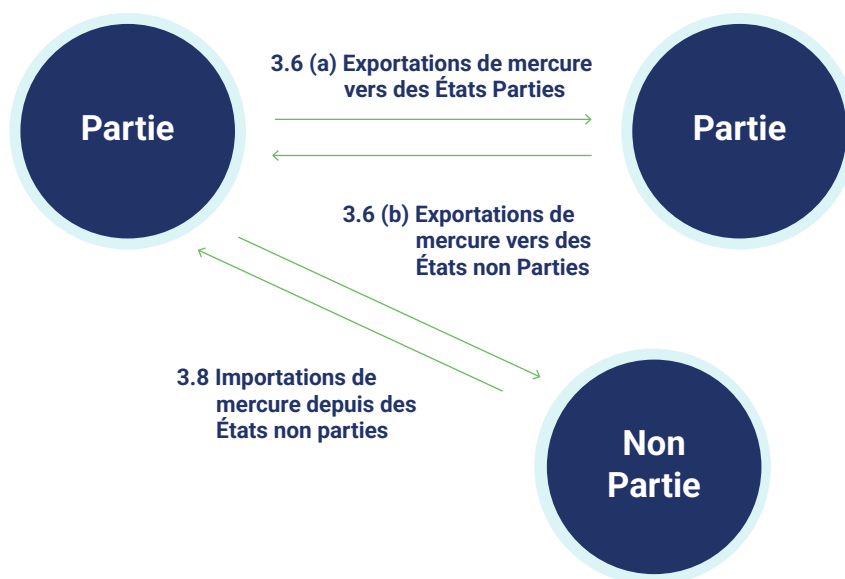 3.6 (a) Exportations de mercure
vers des États Parties
Partie
Partie
3.6 (b) Exportations de
mercure vers des
États non Parties
3.8 Importations de
mercure depuis des
États non parties
Non
Partie